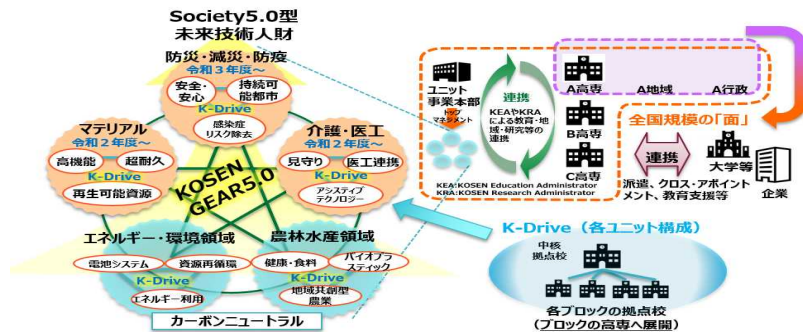 Society5.0型
未来技術人財
防災・減災・防疫
令和３年度～
安全・
安心
持続可
能都市
K-Drive
感染症
リスク除去
マテリアル
令和２年度～
高機能
超耐久
K-Drive
再生可能資源
介護・医工
令和２年度～
見守り
医工連携
K-Drive
アシスティブ
テクノロジー
KOSEN
GEAR5.0
エネルギー・環境領域
電池システム
資源再循環
K-Drive
エネルギー利用
農林水産領域
健康・食料
バイオプラ
スティック
K-Drive
地域共創型
農業
カーボンニュートラル
ユニット
事業本部
トップ
マネジメント
連携
KEAやKRA
による教育・地
域・研究等の
連携
A高専
B高専
C高専
A地域
A行政
KEA:KOSEN Education Administrator
KRA:KOSEN Research Administrator
全国規模の「面」
連携
大学等
企業
派遣、クロス・アポイント
メント、教育支援等
K-Drive（各ユニット構成）
中核
拠点校
各ブロックの拠点校
(ブロックの高専へ展開)